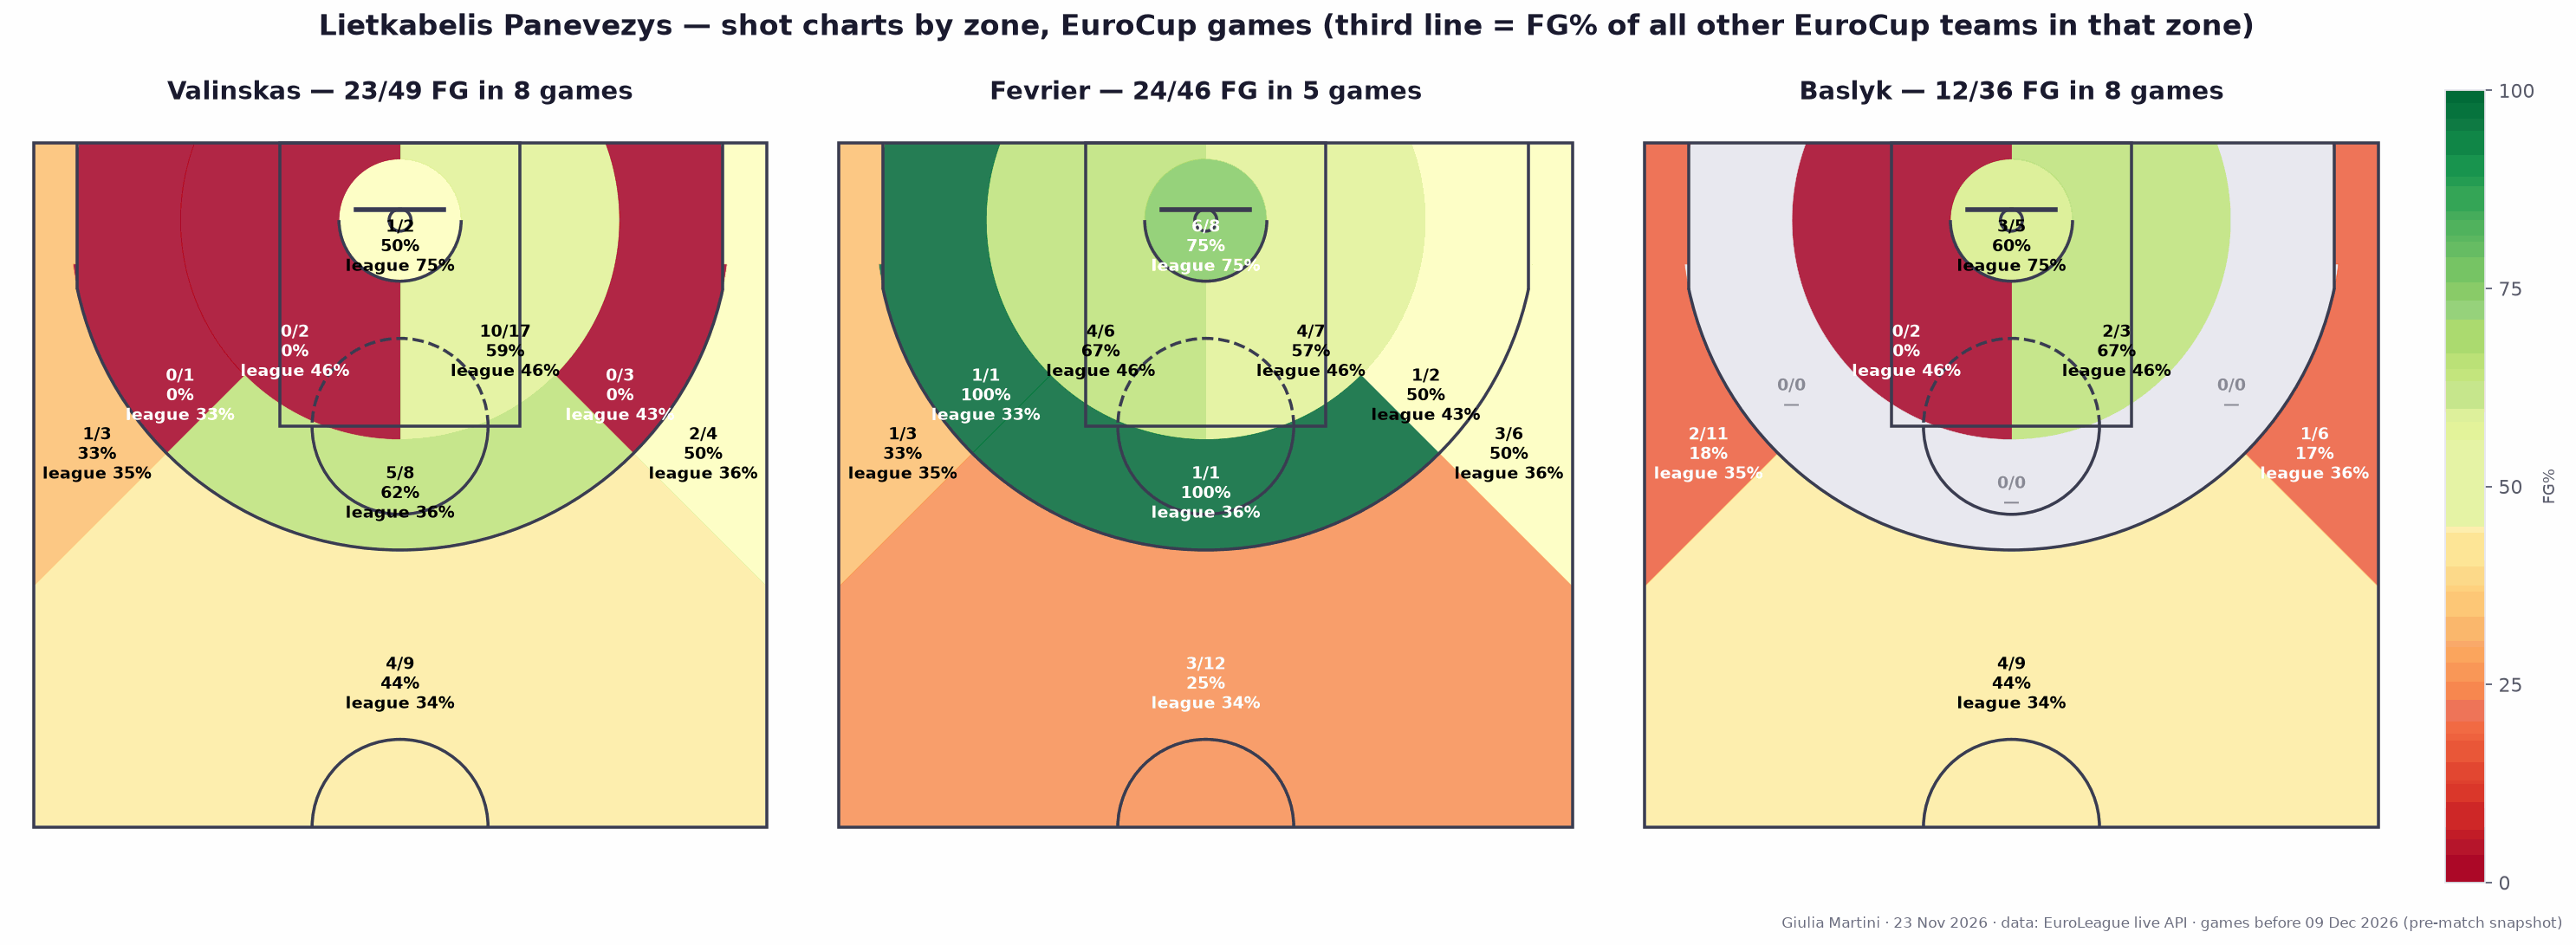 Lietkabelis Panevezys — shot charts by zone, EuroCup games (third line = FG% of all other EuroCup teams in that zone)
Valinskas — 23/49 FG in 8 games
1/2
50%
league 75%
0/2
0%
league 46%
10/17
59%
league 46%
0/1
0%
league 33%
0/3
0%
league 43%
1/3
33%
league 35%
2/4
50%
league 36%
5/8
62%
league 36%
4/9
44%
league 34%
Fevrier — 24/46 FG in 5 games
6/8
75%
league 75%
4/6
67%
league 46%
4/7
57%
league 46%
1/1
100%
league 33%
1/2
50%
league 43%
1/3
33%
league 35%
3/6
50%
league 36%
1/1
100%
league 36%
3/12
25%
league 34%
Baslyk — 12/36 FG in 8 games
3/5
60%
league 75%
0/2
0%
league 46%
2/3
67%
league 46%
0/0
—
0/0
—
2/11
18%
league 35%
1/6
17%
league 36%
0/0
—
4/9
44%
league 34%
100
75
50
25
0
FG%
Giulia Martini · 23 Nov 2026 · data: EuroLeague live API · games before 09 Dec 2026 (pre-match snapshot)